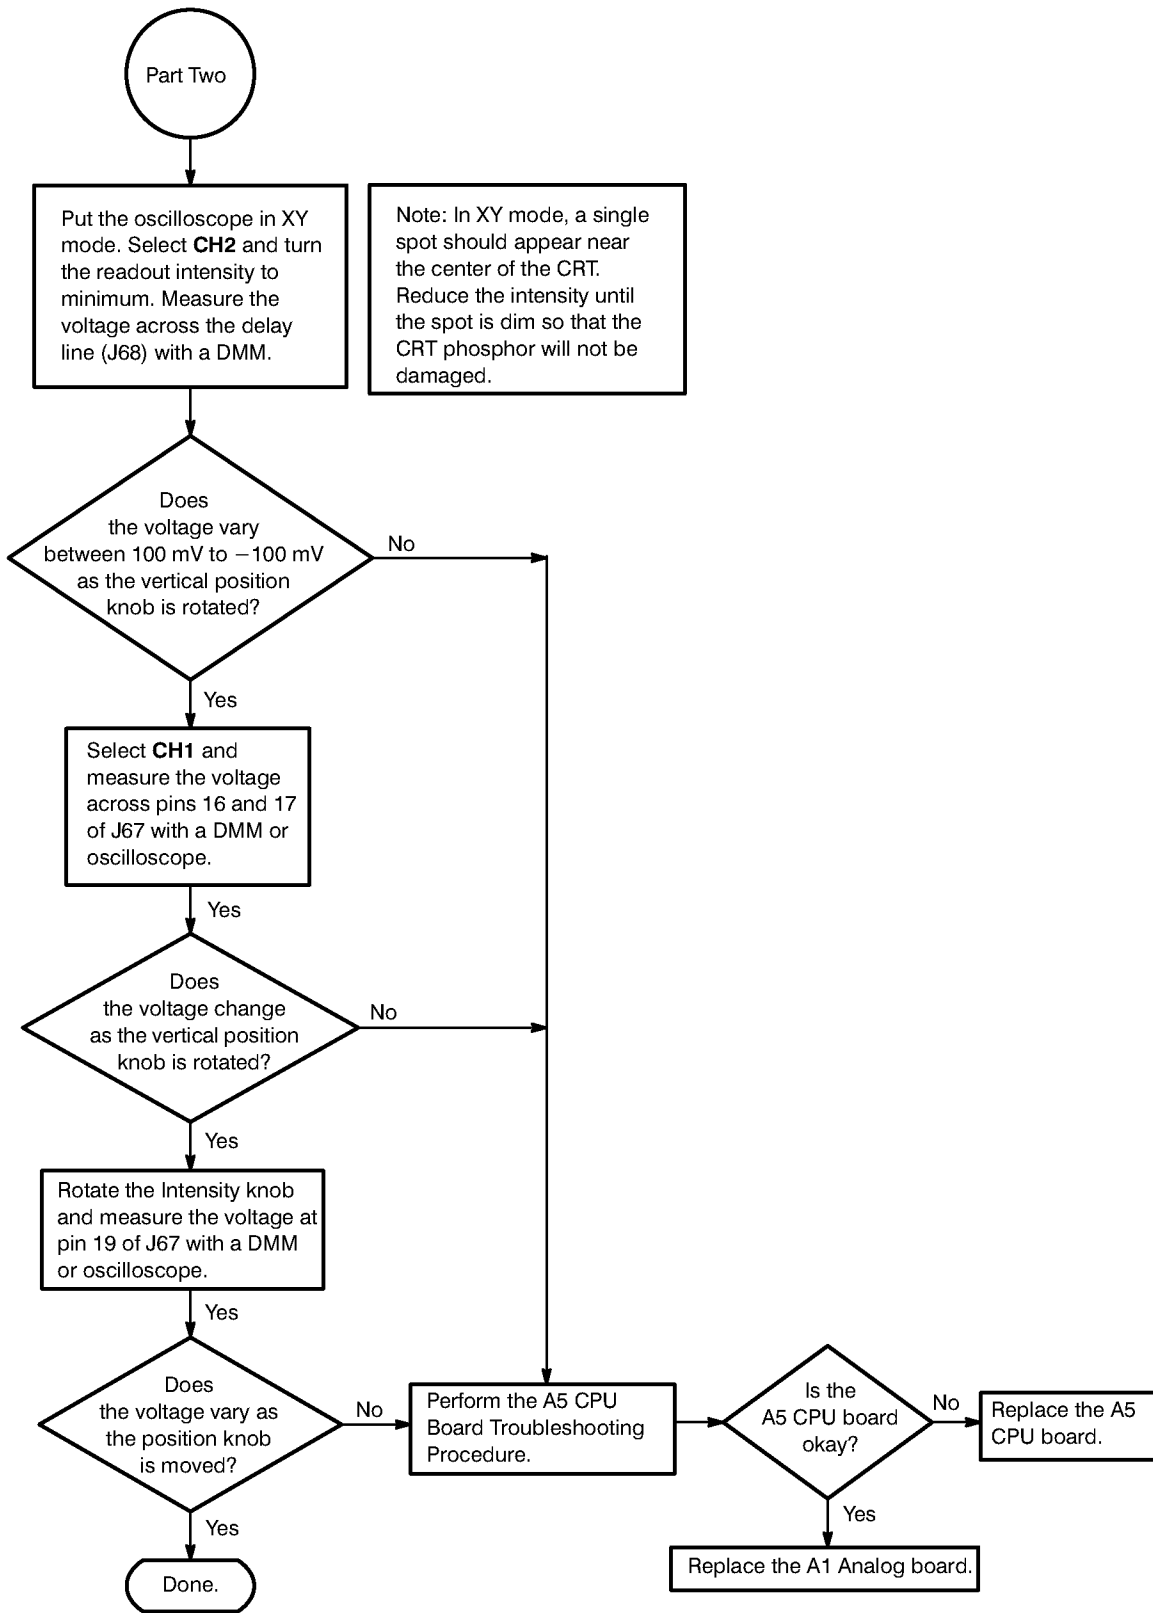 Part Two
Put the oscilloscope in XY
mode. Select CH2 and turn
the readout intensity to
minimum. Measure the
voltage across the delay
line (J68) with a DMM.
Note: In XY mode, a single
spot should appear near
the center of the CRT.
Reduce the intensity until
the spot is dim so that the
CRT phosphor will not be
damaged.
Does
the voltage vary
between 100 mV to −100 mV
as the vertical position
knob is rotated?
No
Yes
Select CH1 and
measure the voltage
across pins 16 and 17
of J67 with a DMM or
oscilloscope.
Yes
Does
the voltage change
as the vertical position
knob is rotated?
No
Yes
Rotate the Intensity knob
and measure the voltage at
pin 19 of J67 with a DMM
or oscilloscope.
Yes
Does
the voltage vary as
the position knob
is moved?
No
Perform the A5 CPU
Board Troubleshooting
Procedure.
Is the
A5 CPU board
okay?
No
Replace the A5
CPU board.
Yes
Replace the A1 Analog board.
Yes
Done.